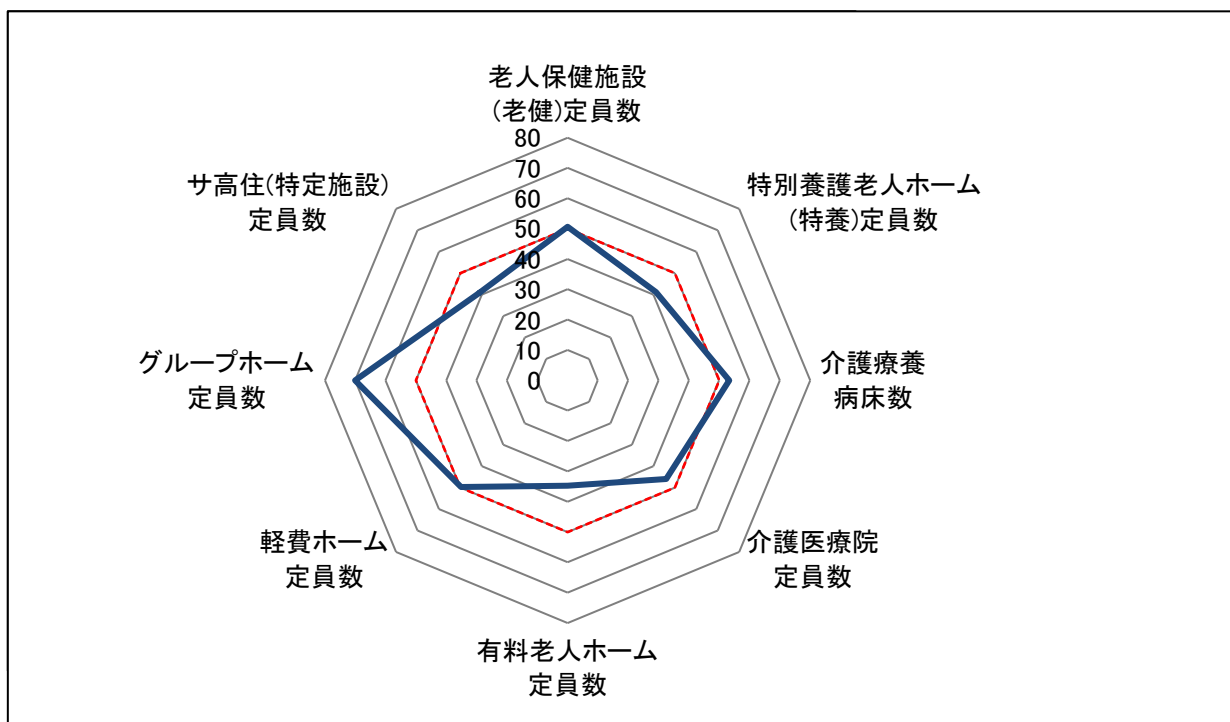 老人保健施設
(老健)定員数
特別養護老人ホーム
(特養)定員数
介護療養
病床数
介護医療院
定員数
有料老人ホーム
定員数
軽費ホーム
定員数
グループホーム
定員数
サ高住(特定施設)
定員数
80
70
60
50
40
30
20
10
0